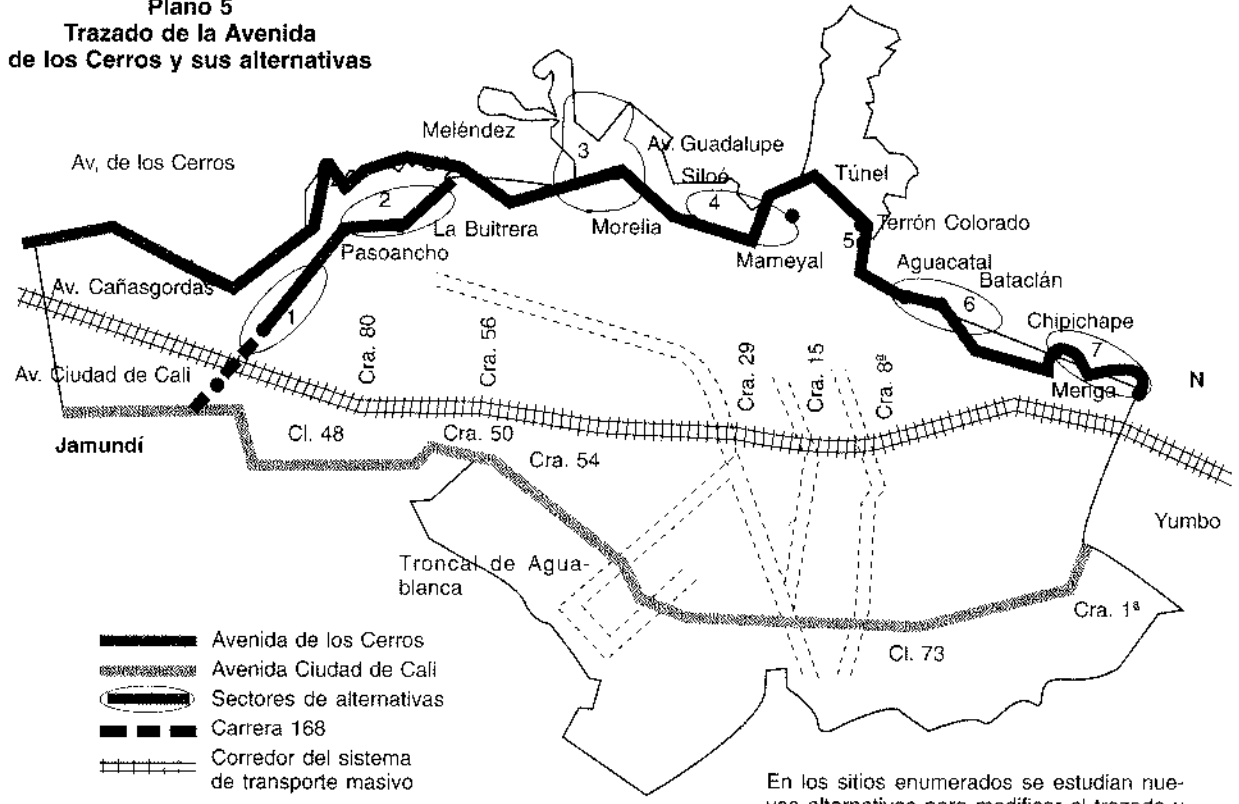 Plano 5
Trazado de la Avenida
de los Cerros y sus alternativas
Meléndez
Av, de los Cerros
3
Av. Guadalupe
Siloé
4
Túnel
2
La Buitrera
Morelia
Terrón Colorado
5
Pasoancho
Mameyal
Aguacatal
Bataclán
6
Av. Cañasgordas
1
Chipichape
7
Cra. 80
Cra. 56
Cra. 29
Cra. 15
Cra. 8ª
Av. Ciudad de Cali
Menga
N
Jamundí
Cl. 48
Cra. 50
Cra. 54
Yumbo
Troncal de Agua-
blanca
Cra. 1ª
Cl. 73
Avenida de los Cerros
Avenida Ciudad de Cali
Sectores de alternativas
Carrera 168
Corredor del sistema
de transporte masivo
En los sitios enumerados se estudian nue-
alternativas para modificar el trazado